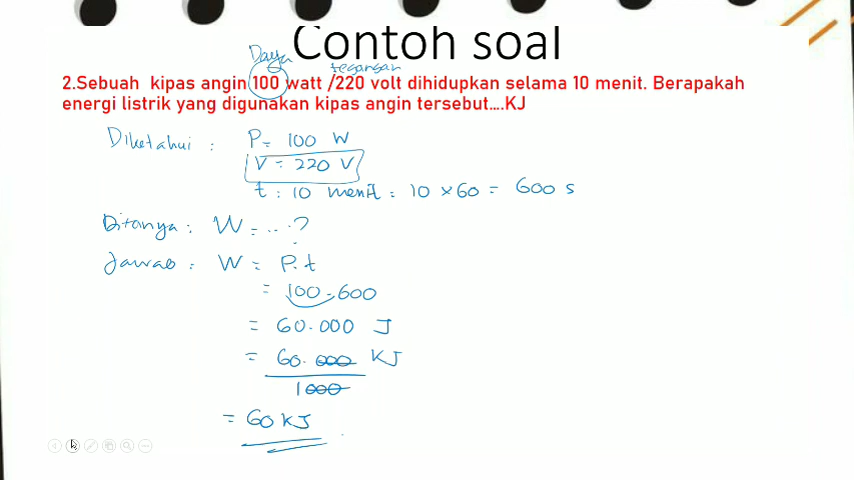 Contoh soal
Daya tegangan
2.Sebuah kipas angin 100 watt /220 volt dihidupkan selama 10 menit. Berapakah
energi listrik yang digunakan kipas angin tersebut....KJ
Diketahui : P = 100 W
V = 220 V
t : 10 menit = 10 × 60 = 600 s
Ditanya : W = ...?
Jawab : W = P.t
= 100 . 600
= 60.000 J
= 60.000 KJ
1000
= 60 KJ